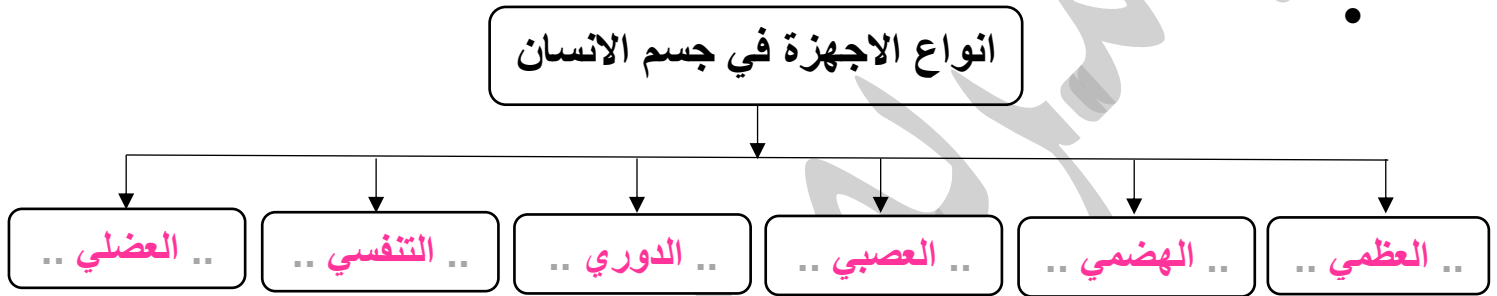 انواع الاجهزة في جسم الانسان
.. العظمي ..
.. الهضمي ..
.. العصبي ..
.. الدوري ..
.. التنفسي ..
.. العضلي ..